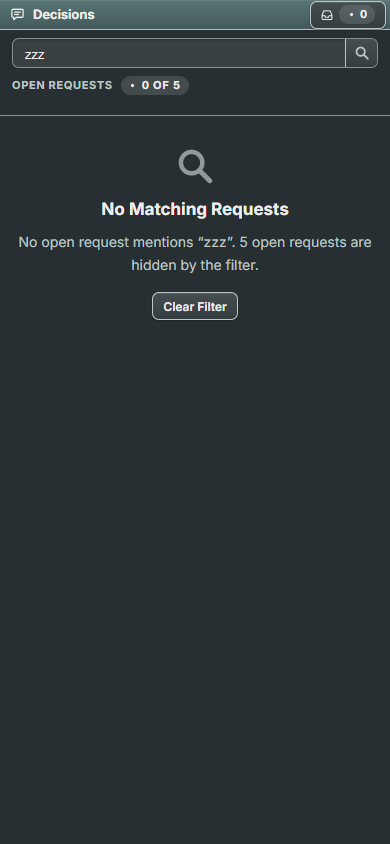 Decisions
• 0
zzz
OPEN REQUESTS • 0 OF 5
No Matching Requests
No open request mentions “zzz”. 5 open requests are
hidden by the filter.
Clear Filter